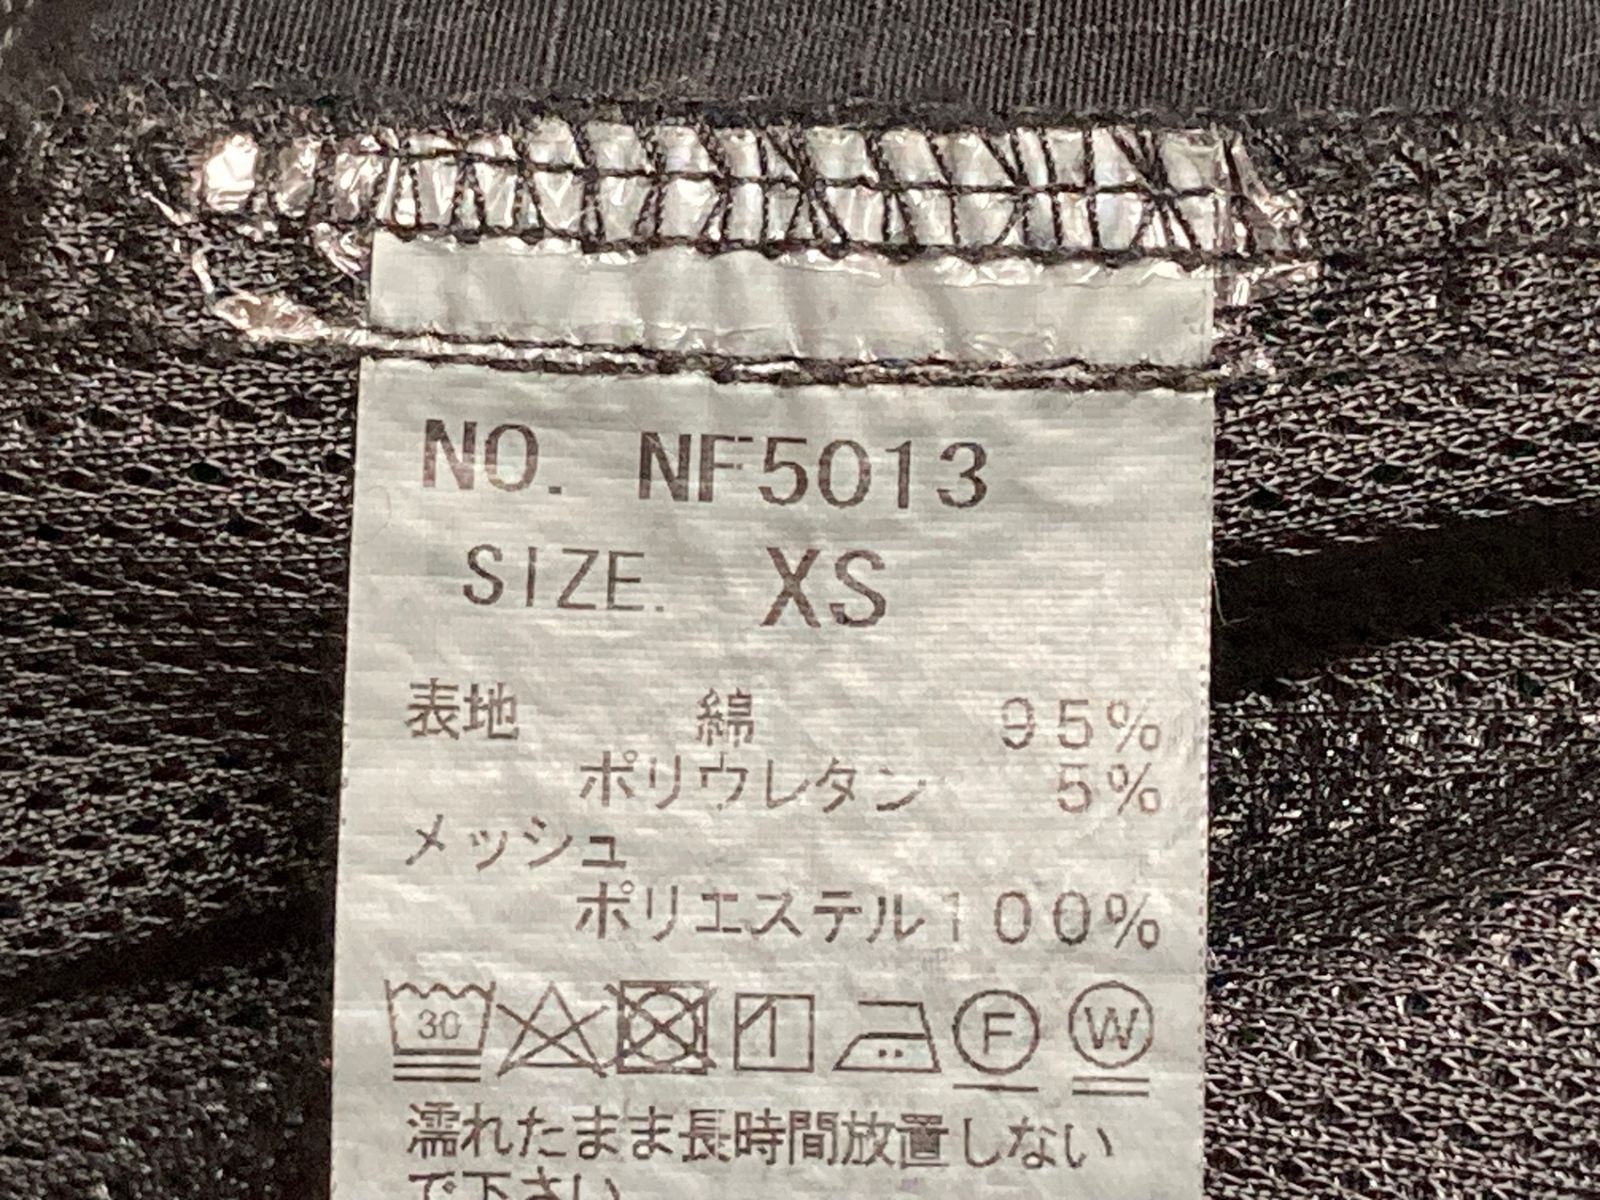 NO. NF5013
SIZE. XS
表地 綿 95%
ポリウレタン 5%
メッシュ
ポリエステル100%
30 F W
濡れたまま長時間放置しない
で下さい